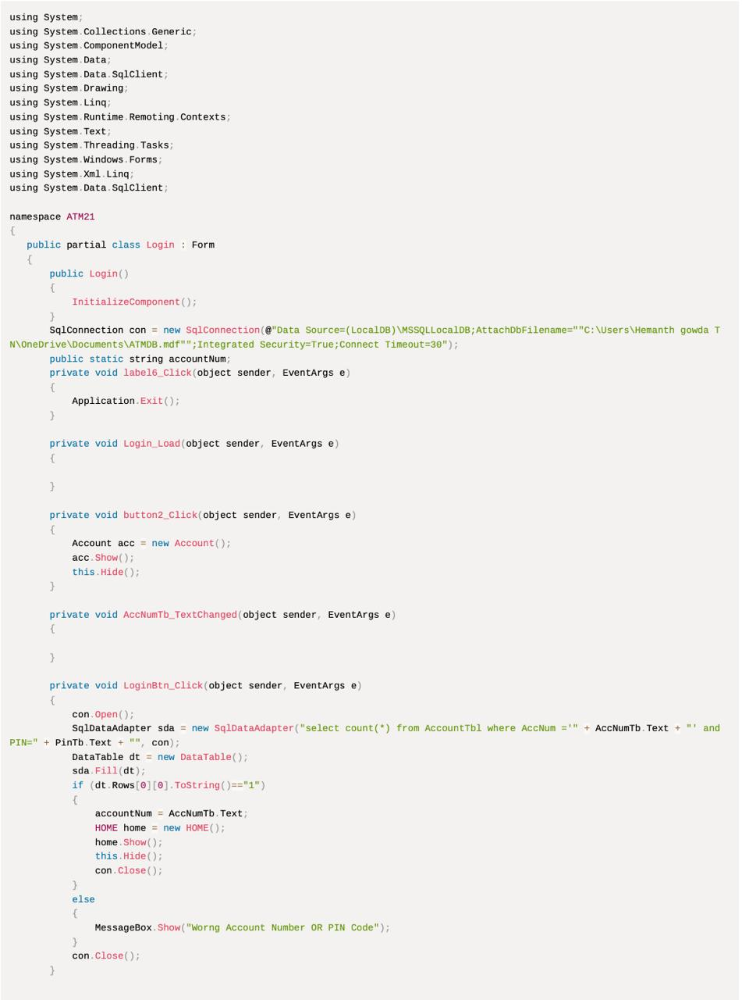 using System;
using System.Collections.Generic;
using System.ComponentModel;
using System.Data;
using System.Data.SqlClient;
using System.Drawing;
using System.Linq;
using System.Runtime.Remoting.Contexts;
using System.Text;
using System.Threading.Tasks;
using System.Windows.Forms;
using System.Xml.Linq;
using System.Data.SqlClient;

namespace ATM21
{
   public partial class Login : Form
   {
       public Login()
       {
           InitializeComponent();
       }
       SqlConnection con = new SqlConnection(@"Data Source=(LocalDB)\MSSQLLocalDB;AttachDbFilename=""C:\Users\Hemanth gowda T
N\OneDrive\Documents\ATMDB.mdf"";Integrated Security=True;Connect Timeout=30");
       public static string accountNum;
       private void label6_Click(object sender, EventArgs e)
       {
           Application.Exit();
       }

       private void Login_Load(object sender, EventArgs e)
       {

       }

       private void button2_Click(object sender, EventArgs e)
       {
           Account acc = new Account();
           acc.Show();
           this.Hide();
       }

       private void AccNumTb_TextChanged(object sender, EventArgs e)
       {

       }

       private void LoginBtn_Click(object sender, EventArgs e)
       {
           con.Open();
           SqlDataAdapter sda = new SqlDataAdapter("select count(*) from AccountTbl where AccNum ='" + AccNumTb.Text + "' and
PIN=" + PinTb.Text + "", con);
           DataTable dt = new DataTable();
           sda.Fill(dt);
           if (dt.Rows[0][0].ToString()=="1")
           {
               accountNum = AccNumTb.Text;
               HOME home = new HOME();
               home.Show();
               this.Hide();
               con.Close();
           }
           else
           {
               MessageBox.Show("Worng Account Number OR PIN Code");
           }
           con.Close();
       }